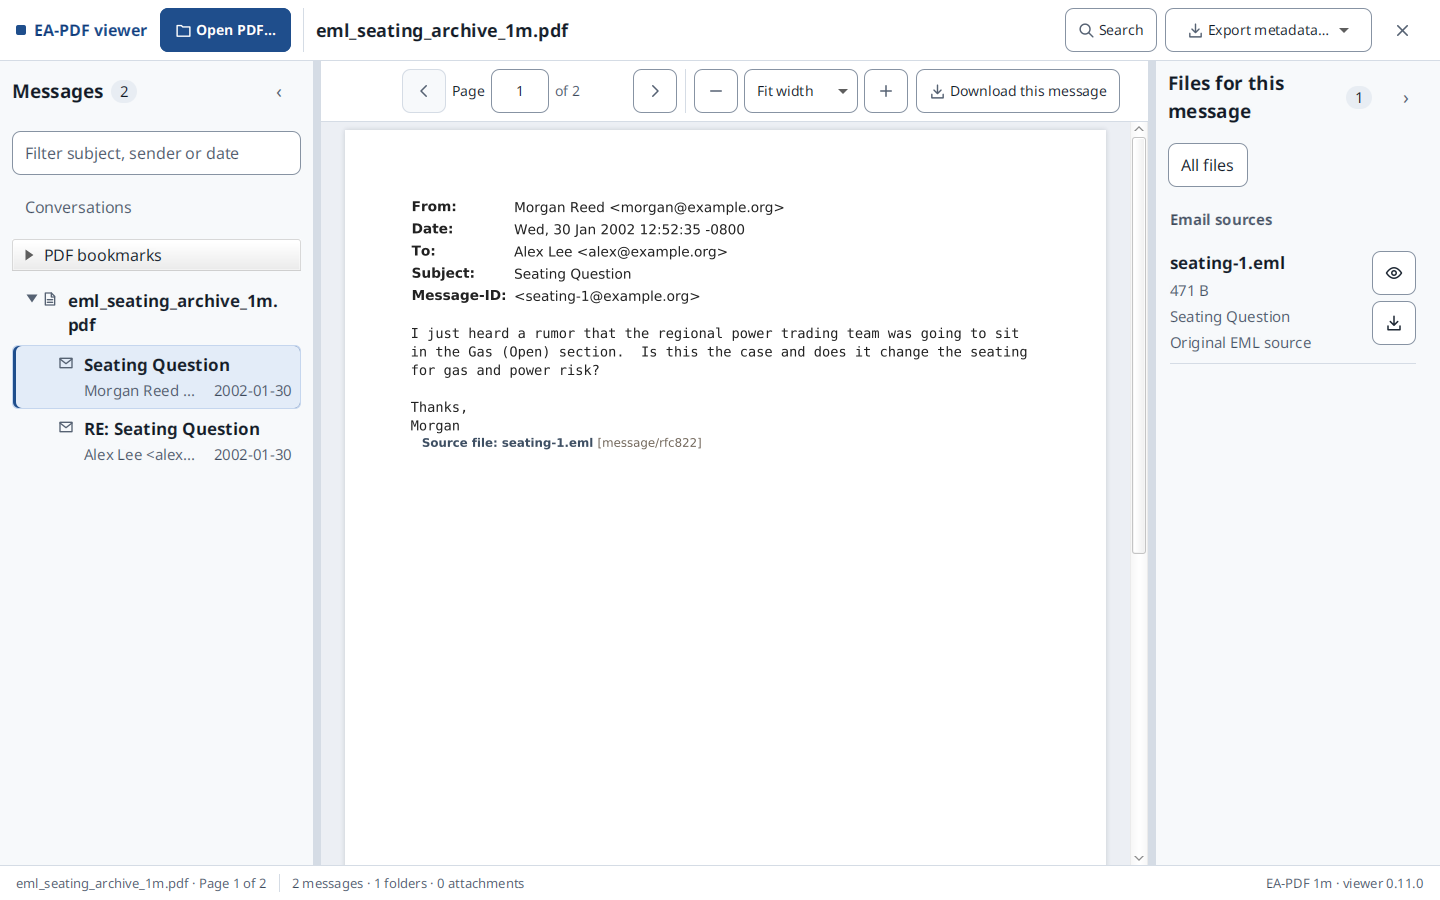 EA-PDF viewer
Open PDF...
eml_seating_archive_1m.pdf
Search
Export metadata...
Messages 2
Filter subject, sender or date
Conversations
PDF bookmarks
eml_seating_archive_1m.
pdf
Seating Question
Morgan Reed ... 2002-01-30
RE: Seating Question
Alex Lee <alex... 2002-01-30
Page 1 of 2
Fit width
Download this message
From: Morgan Reed <morgan@example.org>
Date: Wed, 30 Jan 2002 12:52:35 -0800
To: Alex Lee <alex@example.org>
Subject: Seating Question
Message-ID: <seating-1@example.org>
I just heard a rumor that the regional power trading team was going to sit
in the Gas (Open) section.  Is this the case and does it change the seating
for gas and power risk?
Thanks,
Morgan
Source file: seating-1.eml [message/rfc822]
Files for this
message
1
All files
Email sources
seating-1.eml
471 B
Seating Question
Original EML source
eml_seating_archive_1m.pdf · Page 1 of 2
2 messages · 1 folders · 0 attachments
EA-PDF 1m · viewer 0.11.0